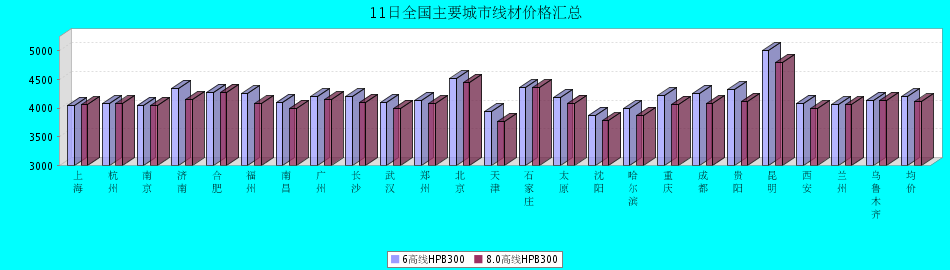 11日全国主要城市线材价格汇总
5000
4500
4000
3500
3000
上海 杭州 南京 济南 合肥 福州 南昌 广州 长沙 武汉 郑州 北京 天津 石家庄 太原 沈阳 哈尔滨 重庆 成都 贵阳 昆明 西安 兰州 乌鲁木齐 均价
6高线HPB300 8.0高线HPB300